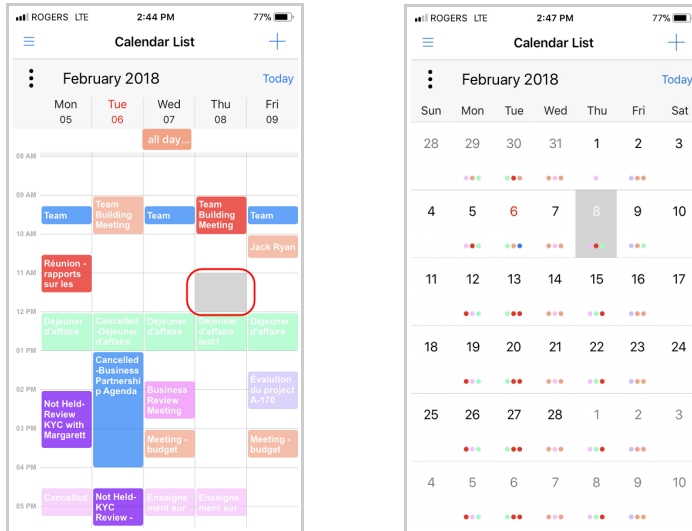 ROGERS LTE 2:44 PM 77%
Calendar List
February 2018 Today
Mon Tue Wed Thu Fri
05 06 07 08 09
all day...
08 AM
09 AM
Team
Team
Building
Meeting
Team
Team
Building
Meeting
Team
10 AM
Jack Ryan
Réunion -
rapports
sur les
11 AM
12 PM
Déjeuner
d'affaire
Cancelled
-Déjeuner
d'affaire
Déjeuner
d'affaire
Déjeuner
d'affaire
test1
Déjeuner
d'affaire
01 PM
Cancelled
-Business
Partnershi
p Agenda
02 PM
Not Held-
Review
KYC with
Margarett
Business
Review
Meeting
Évalution
du project
A-170
03 PM
Meeting -
budget
Meeting -
budget
04 PM
Cancelled
-
Not Held-
KYC
Review -
Enseigne
ment sur
Enseigne
ment sur
05 PM
ROGERS LTE 2:47 PM 77%
Calendar List
February 2018 Today
Sun Mon Tue Wed Thu Fri Sat
28 29 30 31 1 2 3
4 5 6 7 8 9 10
11 12 13 14 15 16 17
18 19 20 21 22 23 24
25 26 27 28 1 2 3
4 5 6 7 8 9 10